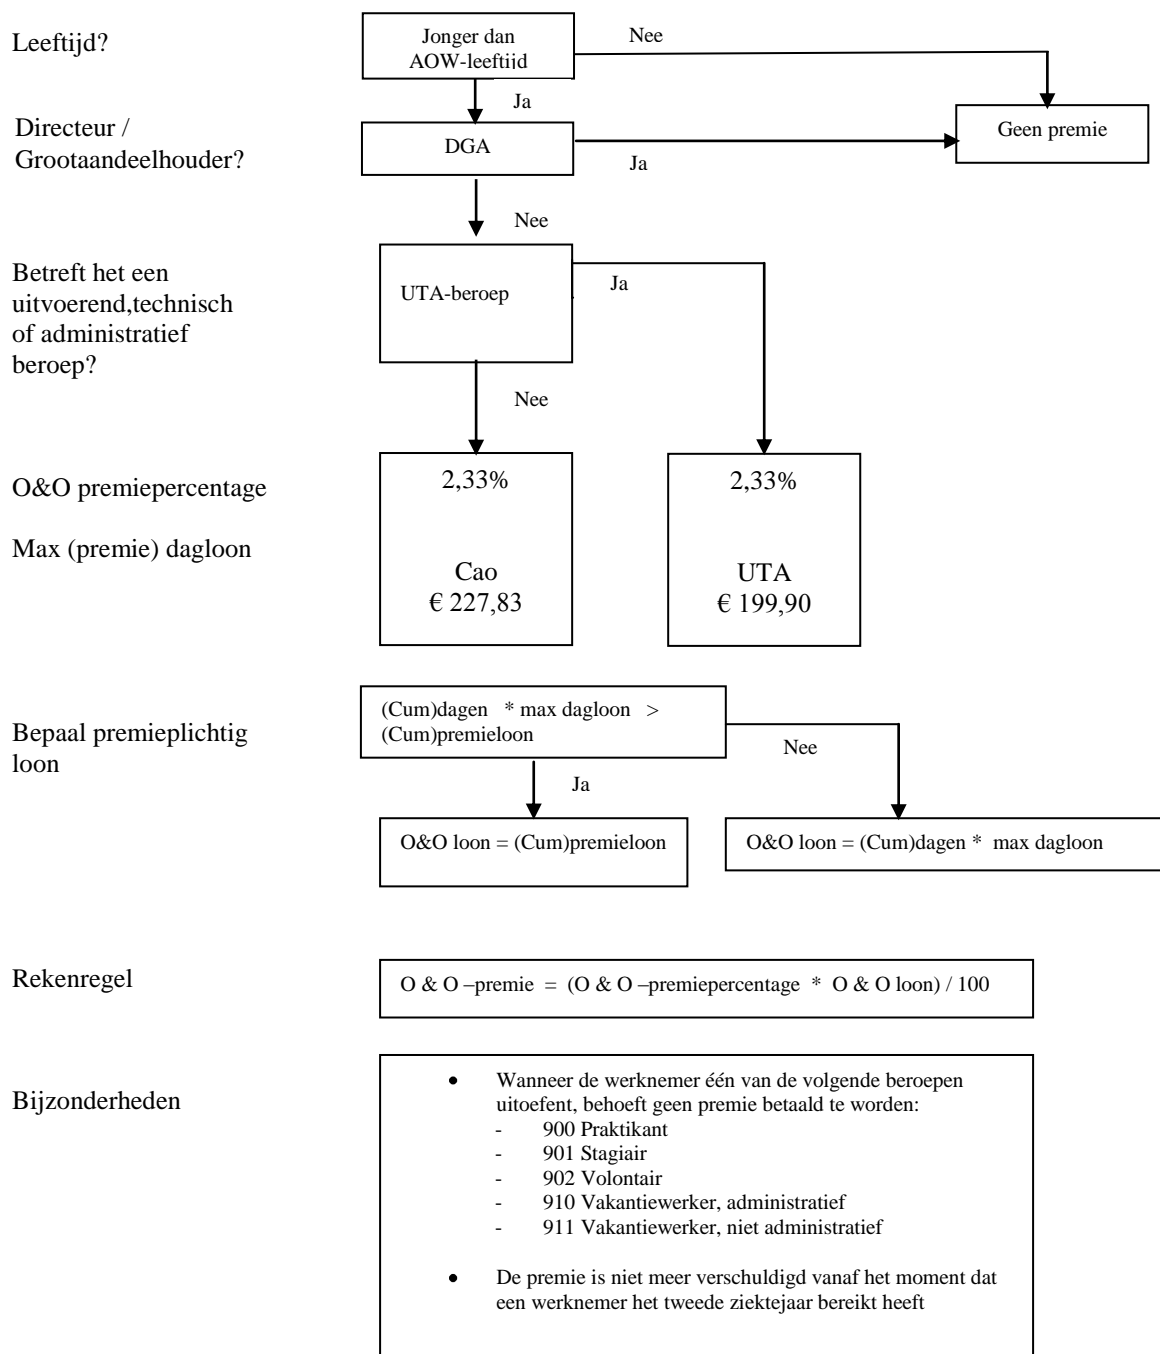 Leeftijd?
Jonger dan
AOW-leeftijd
Nee
Ja
Directeur /
Grootaandeelhouder?
DGA
Ja
Geen premie
Nee
Betreft het een
uitvoerend,technisch
of administratief
beroep?
UTA-beroep
Ja
Nee
O&O premiepercentage
2,33%
2,33%
Max (premie) dagloon
Cao
€ 227,83
UTA
€ 199,90
Bepaal premieplichtig
loon
(Cum)dagen * max dagloon >
(Cum)premieloon
Nee
Ja
O&O loon = (Cum)premieloon
O&O loon = (Cum)dagen * max dagloon
Rekenregel
O & O –premie = (O & O –premiepercentage * O & O loon) / 100
Bijzonderheden
• Wanneer de werknemer één van de volgende beroepen
uitoefent, behoeft geen premie betaald te worden:
- 900 Praktikant
- 901 Stagiair
- 902 Volontair
- 910 Vakantiewerker, administratief
- 911 Vakantiewerker, niet administratief
• De premie is niet meer verschuldigd vanaf het moment dat
een werknemer het tweede ziektejaar bereikt heeft